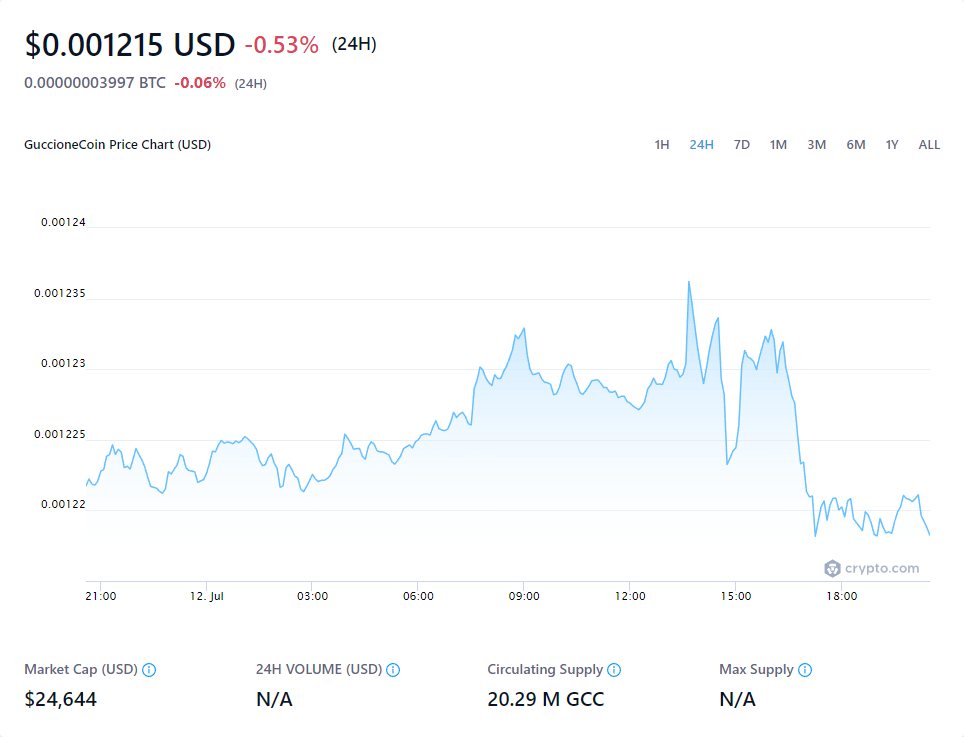 $0.001215 USD -0.53% (24H)
0.00000003997 BTC -0.06% (24H)
GuccioneCoin Price Chart (USD) 1H 24H 7D 1M 3M 6M 1Y ALL
0.00124
0.001235
0.00123
0.001225
0.00122
crypto.com
21:00 12. Jul 03:00 06:00 09:00 12:00 15:00 18:00
Market Cap (USD) 24H VOLUME (USD) Circulating Supply Max Supply
$24,644 N/A 20.29 M GCC N/A